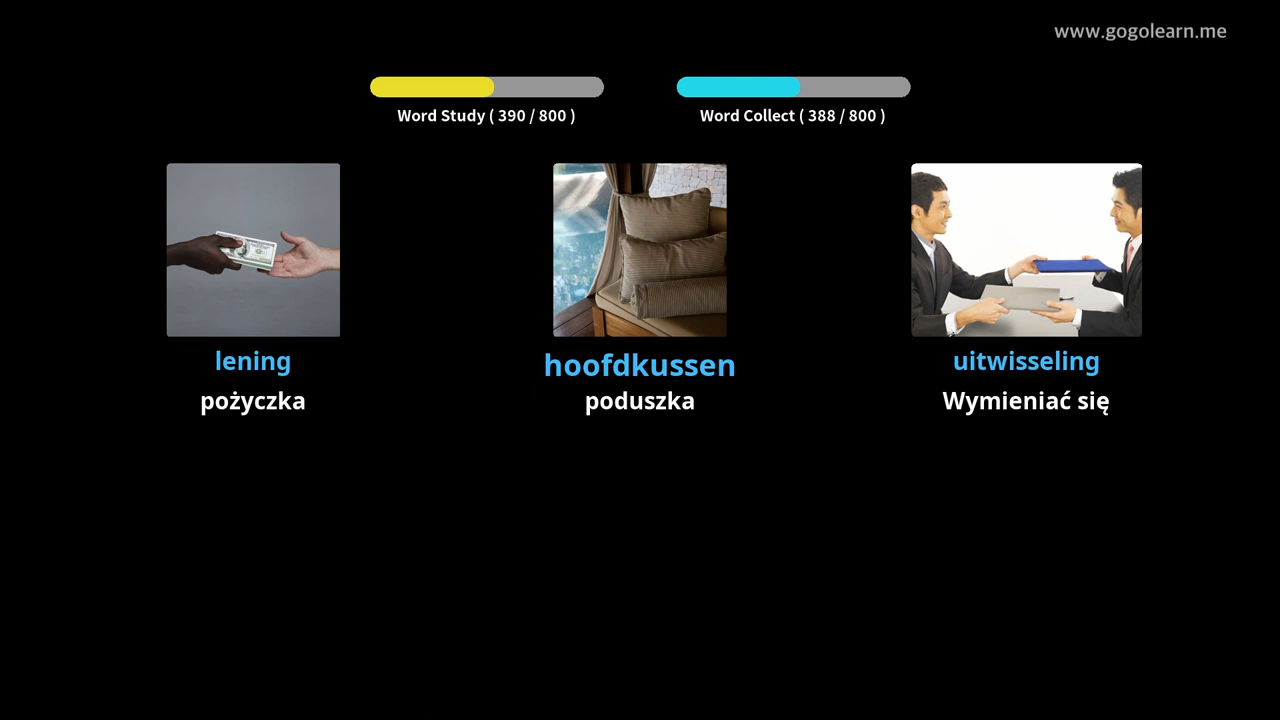 www.gogolearn.me
Word Study ( 390 / 800 )
Word Collect ( 388 / 800 )
lening
pożyczka
hoofdkussen
poduszka
uitwisseling
Wymieniać się